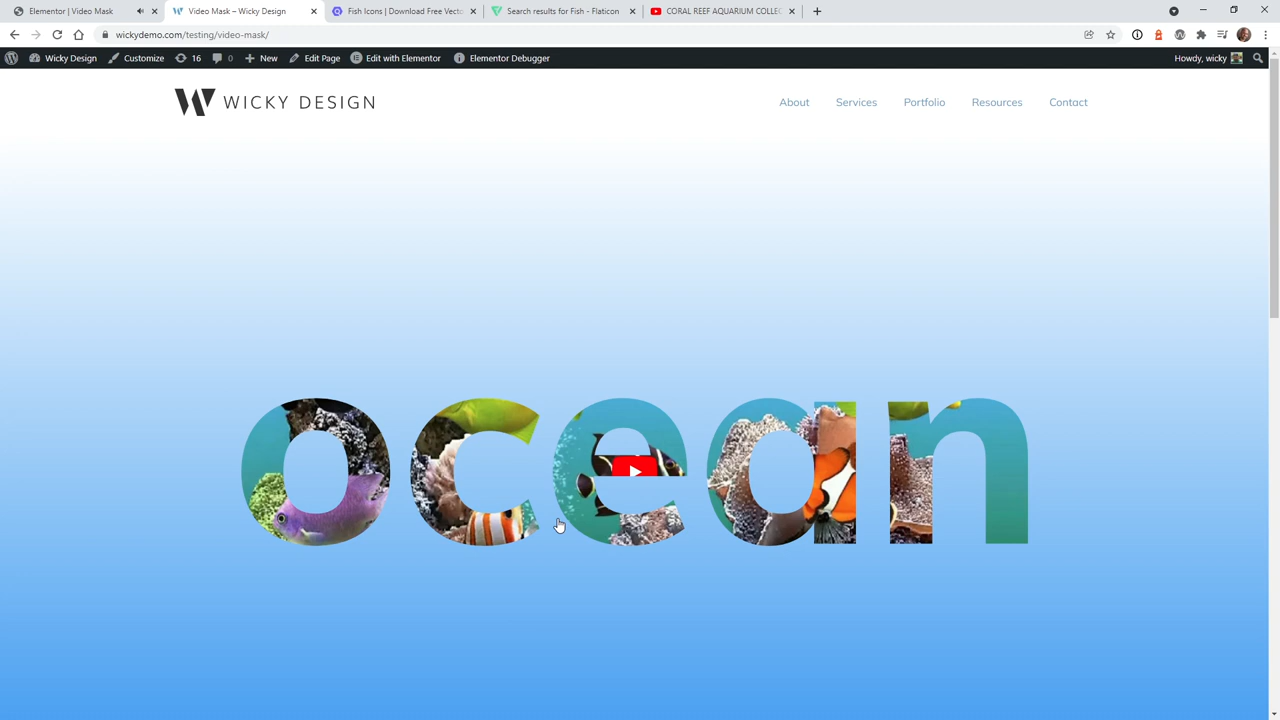 Elementor | Video Mask
Video Mask – Wicky Design
Fish Icons | Download Free Vecto
Search results for Fish - Flaticon
CORAL REEF AQUARIUM COLLEC
wickydemo.com/testing/video-mask/
Wicky Design
Customize
16
0
New
Edit Page
Edit with Elementor
Elementor Debugger
Howdy, wicky
WICKY DESIGN
About
Services
Portfolio
Resources
Contact
ocean